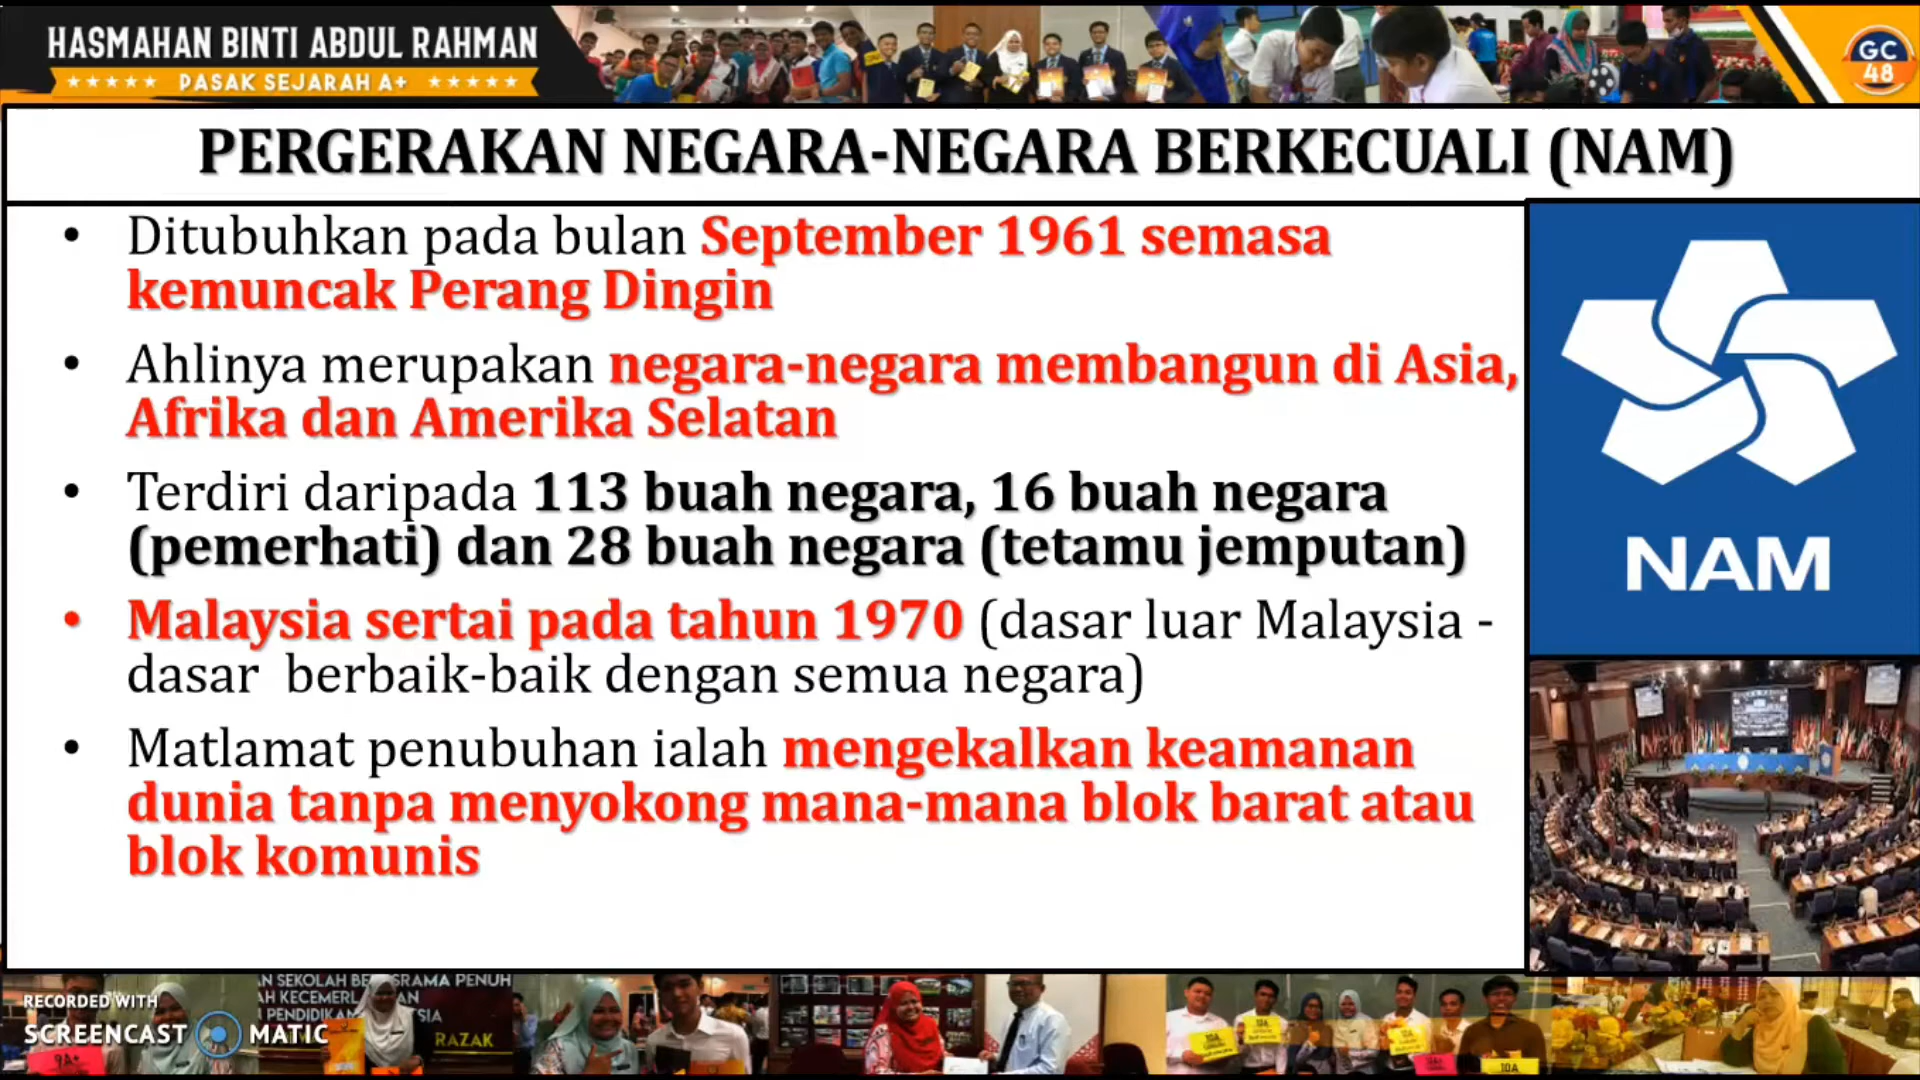 HASMAHAN BINTI ABDUL RAHMAN
PASAK SEJARAH A+
GC
48
PERGERAKAN NEGARA-NEGARA BERKECUALI (NAM)
• Ditubuhkan pada bulan September 1961 semasa
kemuncak Perang Dingin
• Ahlinya merupakan negara-negara membangun di Asia,
Afrika dan Amerika Selatan
• Terdiri daripada 113 buah negara, 16 buah negara
(pemerhati) dan 28 buah negara (tetamu jemputan)
• Malaysia sertai pada tahun 1970 (dasar luar Malaysia -
dasar  berbaik-baik dengan semua negara)
• Matlamat penubuhan ialah mengekalkan keamanan
dunia tanpa menyokong mana-mana blok barat atau
blok komunis
NAM
RECORDED WITH
SCREENCAST MATIC
SEKOLAH PENUH
RAZAK
9A+
10A